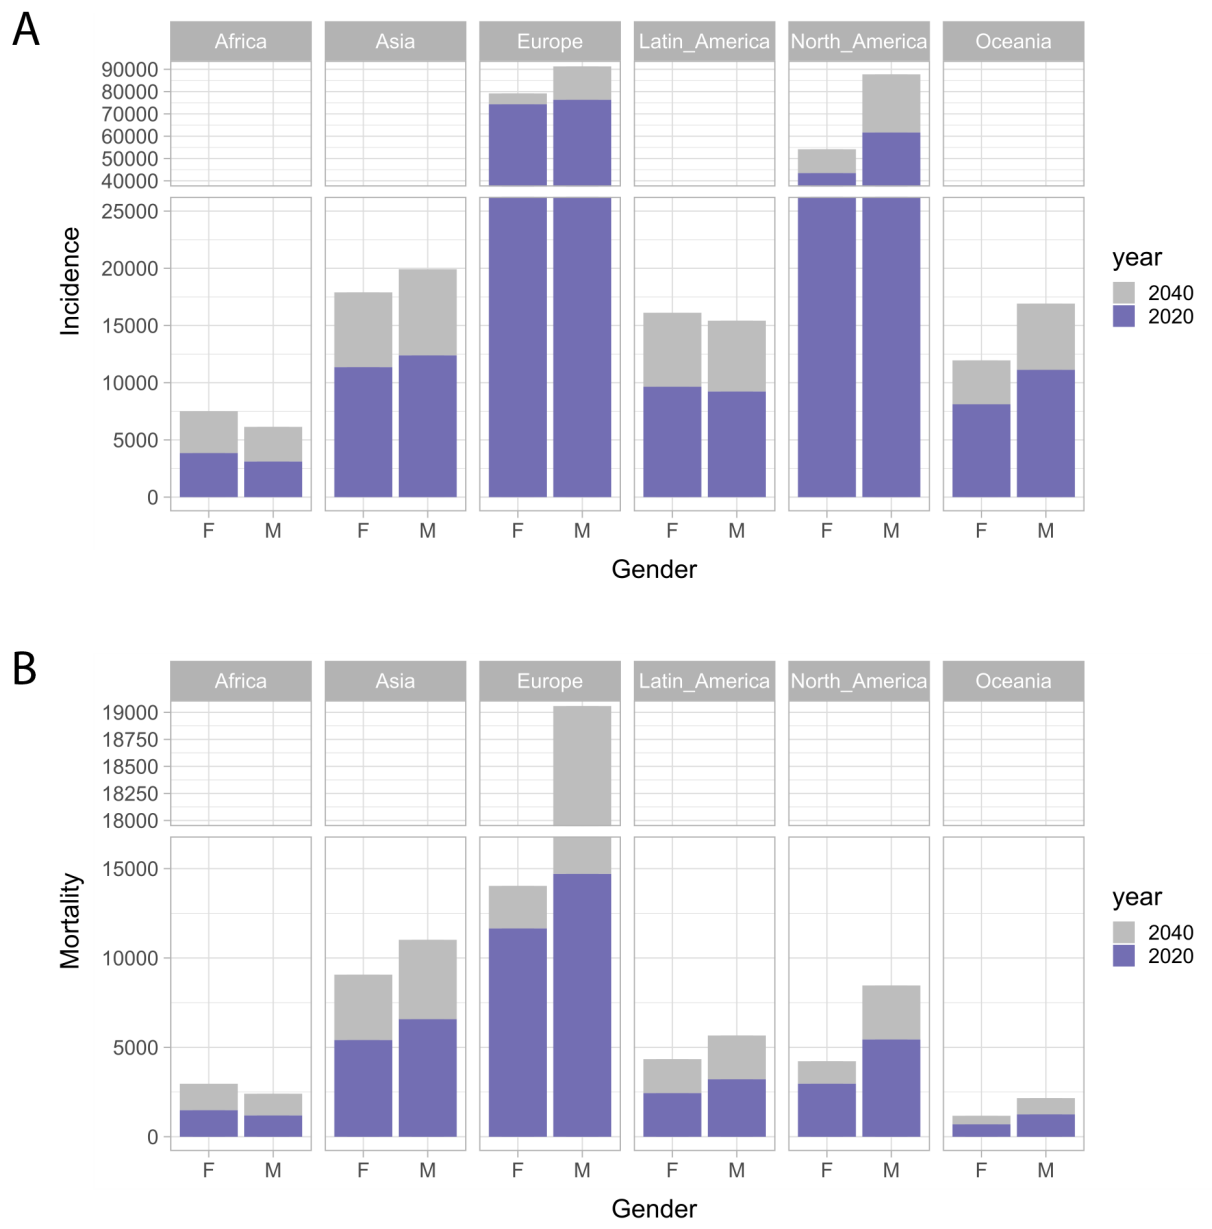 A
Africa Asia Europe Latin_America North_America Oceania
90000
80000
70000
60000
50000
40000
25000
20000
15000
10000
5000
0
Incidence
F M F M F M F M F M F M
Gender
year
2040
2020
B
Africa Asia Europe Latin_America North_America Oceania
19000
18750
18500
18250
18000
15000
10000
5000
0
Mortality
F M F M F M F M F M F M
Gender
year
2040
2020